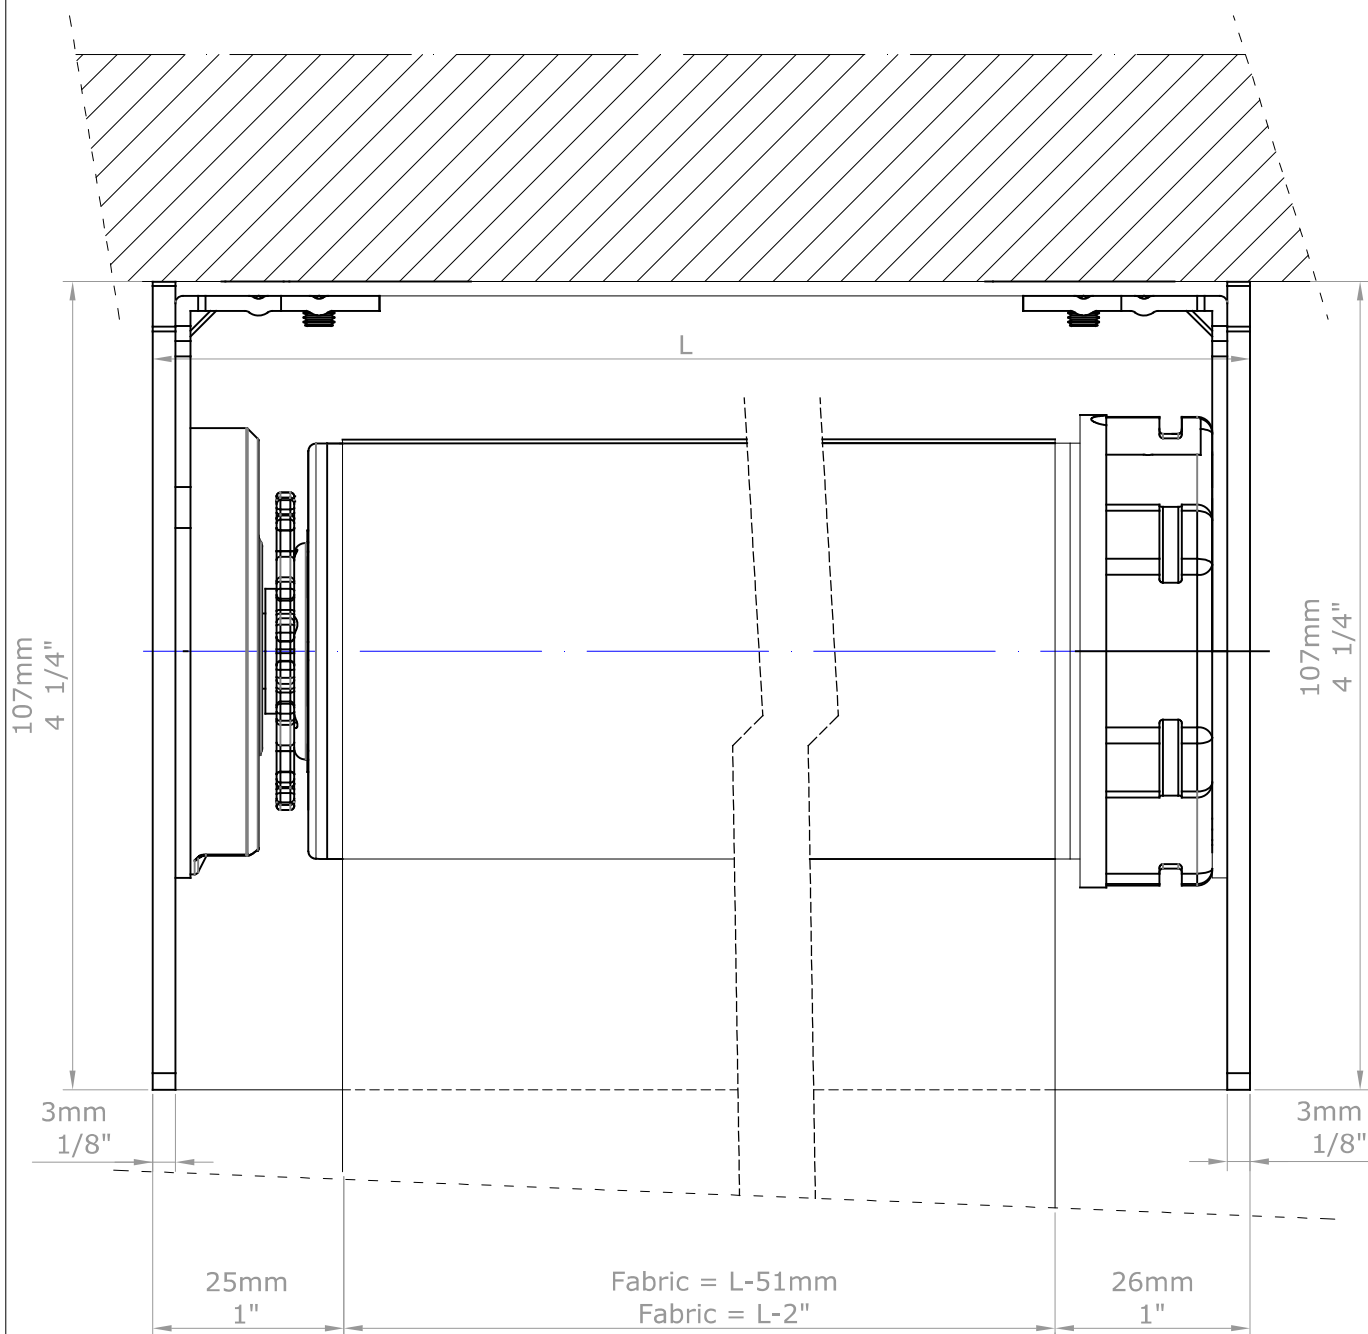 L
107mm
4 1/4"
107mm
4 1/4"
3mm
1/8"
3mm
1/8"
25mm
1"
Fabric = L-51mm
Fabric = L-2"
26mm
1"